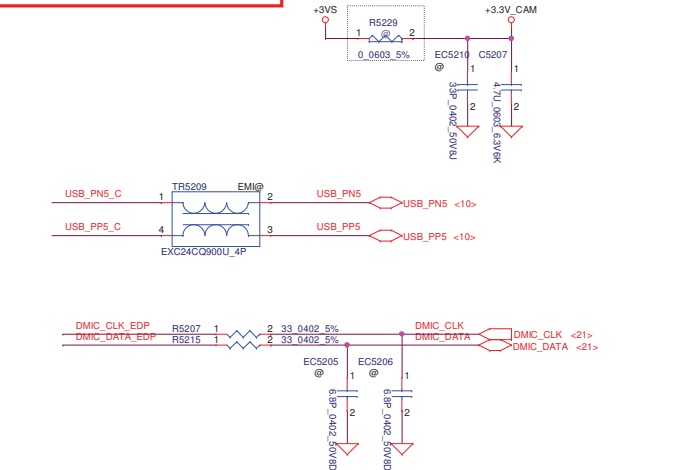 +3VS
+3.3V_CAM
R5229
1 @ 2
0_0603_5%
EC5210 C5207
@
1 1
33P_0402_50V8J
4.7U_0603_6.3V6K
2 2
TR5209 EMI@
USB_PN5_C 1 2 USB_PN5 USB_PN5 <10>
USB_PP5_C 4 3 USB_PP5 USB_PP5 <10>
EXC24CQ900U_4P
DMIC_CLK_EDP R5207 1 2 33_0402_5% DMIC_CLK DMIC_CLK <21>
DMIC_DATA_EDP R5215 1 2 33_0402_5% DMIC_DATA DMIC_DATA <21>
EC5205 EC5206
@ @
1 1
6.8P_0402_50V8D
6.8P_0402_50V8D
2 2